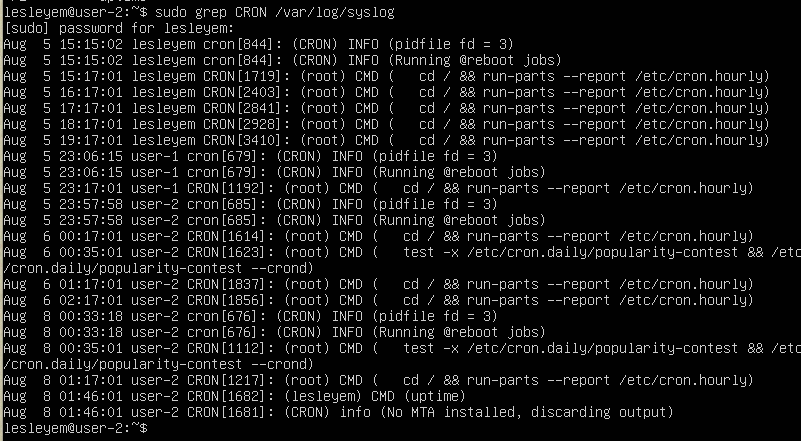 lesleyem@user-2:~$ sudo grep CRON /var/log/syslog
[sudo] password for lesleyem:
Aug  5 15:15:02 lesleyem cron[844]: (CRON) INFO (pidfile fd = 3)
Aug  5 15:15:02 lesleyem cron[844]: (CRON) INFO (Running @reboot jobs)
Aug  5 15:17:01 lesleyem CRON[1719]: (root) CMD (   cd / && run-parts --report /etc/cron.hourly)
Aug  5 16:17:01 lesleyem CRON[2403]: (root) CMD (   cd / && run-parts --report /etc/cron.hourly)
Aug  5 17:17:01 lesleyem CRON[2841]: (root) CMD (   cd / && run-parts --report /etc/cron.hourly)
Aug  5 18:17:01 lesleyem CRON[2928]: (root) CMD (   cd / && run-parts --report /etc/cron.hourly)
Aug  5 19:17:01 lesleyem CRON[3410]: (root) CMD (   cd / && run-parts --report /etc/cron.hourly)
Aug  5 23:06:15 user-1 cron[679]: (CRON) INFO (pidfile fd = 3)
Aug  5 23:06:15 user-1 cron[679]: (CRON) INFO (Running @reboot jobs)
Aug  5 23:17:01 user-1 CRON[1192]: (root) CMD (   cd / && run-parts --report /etc/cron.hourly)
Aug  5 23:57:58 user-2 cron[685]: (CRON) INFO (pidfile fd = 3)
Aug  5 23:57:58 user-2 cron[685]: (CRON) INFO (Running @reboot jobs)
Aug  6 00:17:01 user-2 CRON[1614]: (root) CMD (   cd / && run-parts --report /etc/cron.hourly)
Aug  6 00:35:01 user-2 CRON[1623]: (root) CMD (   test -x /etc/cron.daily/popularity-contest && /etc
/cron.daily/popularity-contest --crond)
Aug  6 01:17:01 user-2 CRON[1837]: (root) CMD (   cd / && run-parts --report /etc/cron.hourly)
Aug  6 02:17:01 user-2 CRON[1856]: (root) CMD (   cd / && run-parts --report /etc/cron.hourly)
Aug  8 00:33:18 user-2 cron[676]: (CRON) INFO (pidfile fd = 3)
Aug  8 00:33:18 user-2 cron[676]: (CRON) INFO (Running @reboot jobs)
Aug  8 00:35:01 user-2 CRON[1112]: (root) CMD (   test -x /etc/cron.daily/popularity-contest && /etc
/cron.daily/popularity-contest --crond)
Aug  8 01:17:01 user-2 CRON[1217]: (root) CMD (   cd / && run-parts --report /etc/cron.hourly)
Aug  8 01:46:01 user-2 CRON[1682]: (lesleyem) CMD (uptime)
Aug  8 01:46:01 user-2 CRON[1681]: (CRON) info (No MTA installed, discarding output)
lesleyem@user-2:~$